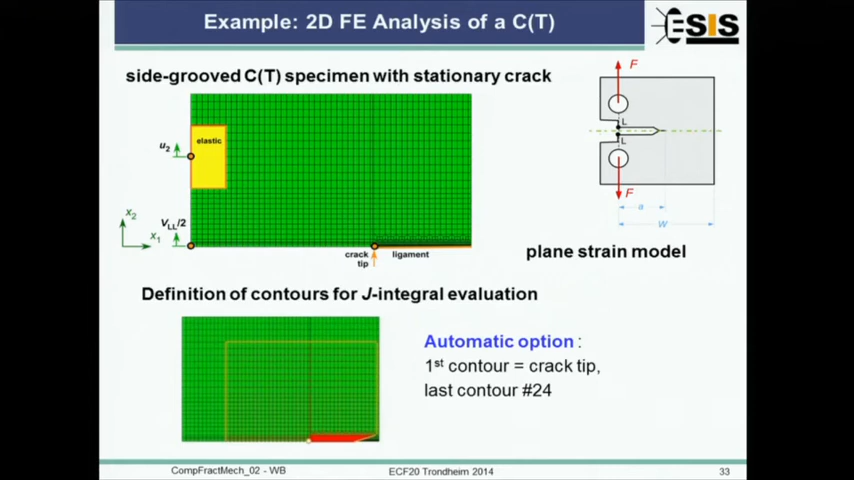 Example: 2D FE Analysis of a C(T)
ESIS
side-grooved C(T) specimen with stationary crack
F
elastic
u2
L
L
x2
VLL/2
x1
F
a
W
crack tip
ligament
plane strain model
Definition of contours for J-integral evaluation
Automatic option :
1st contour = crack tip,
last contour #24
CompFractMech_02 - WB
ECF20 Trondheim 2014
33